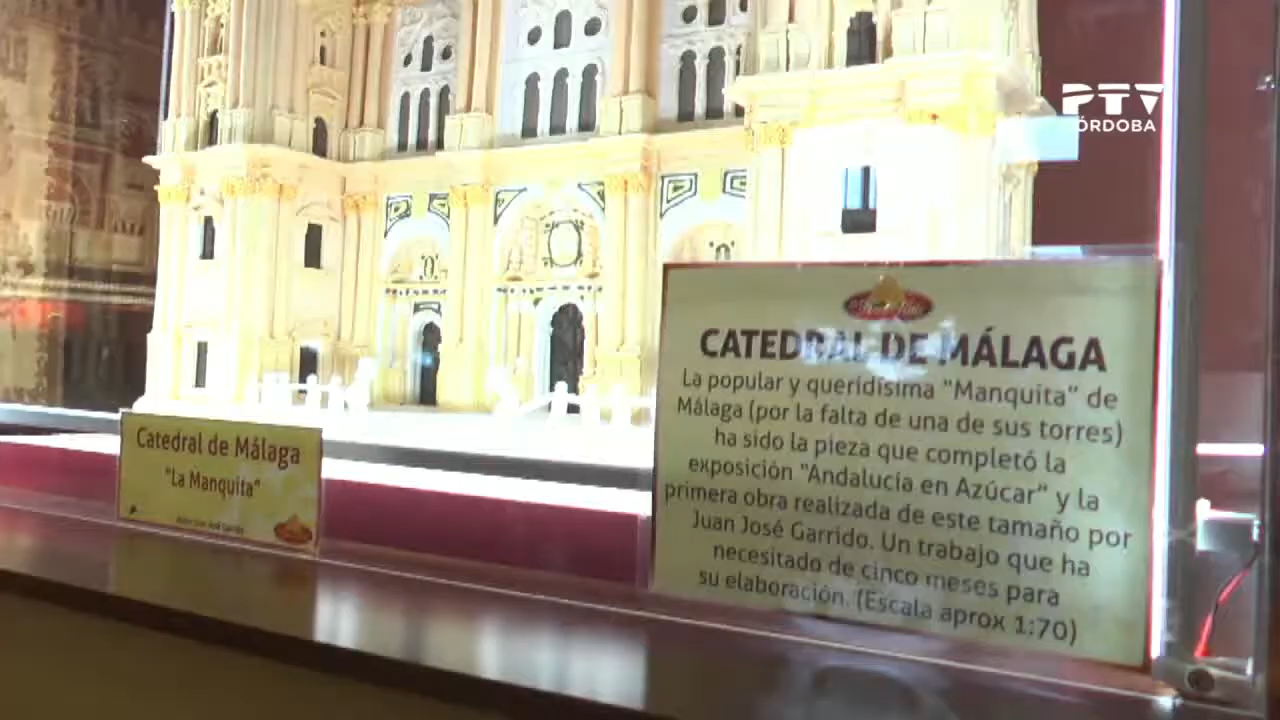 PTV
CÓRDOBA
CATEDRAL DE MÁLAGA
La popular y queridísima "Manquita" de
Málaga (por la falta de una de sus torres)
ha sido la pieza que completó la
exposición "Andalucía en Azúcar" y la
primera obra realizada de este tamaño por
Juan José Garrido. Un trabajo que ha
necesitado de cinco meses para
su elaboración. (Escala aprox 1:70)
Catedral de Málaga
"La Manquita"